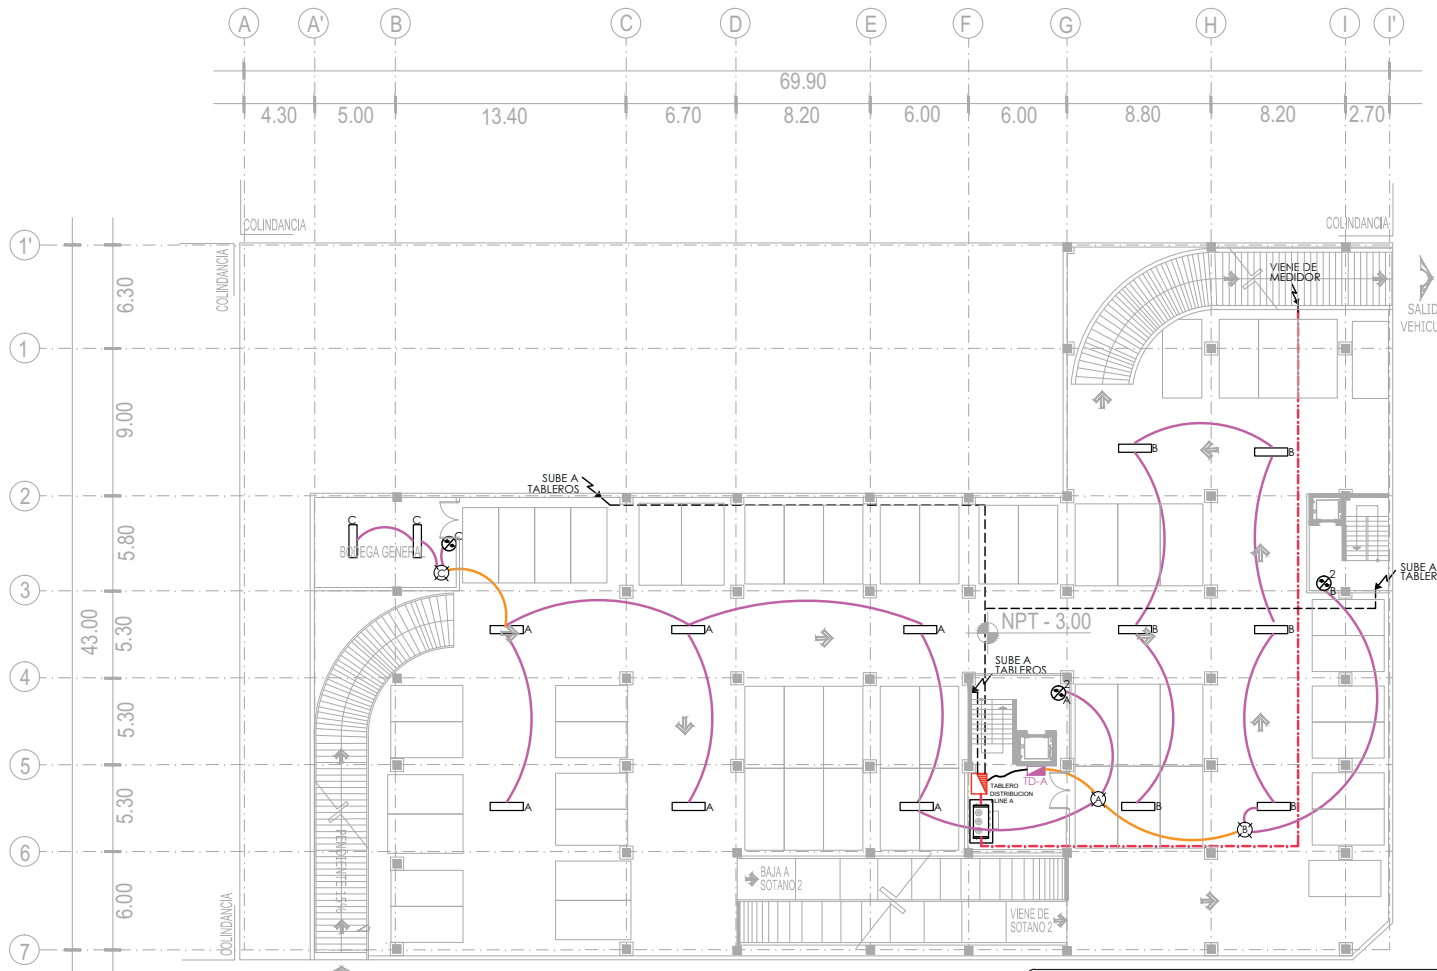 A A' B C D E F G H I I'
69.90
4.30 5.00 13.40 6.70 8.20 6.00 6.00 8.80 8.20 2.70
COLINDANCIA
COLINDANCIA
1'
COLINDANCIA
6.30
VIENE DE
MEDIDOR
SALID
VEHICU
1
9.00
B
B
SUBE A
TABLEROS
2
5.80
C
C
C
BODEGA GENERAL
C
SUBE A
TABLER
2
B
3
43.00
5.30
A
A
A
NPT - 3.00
B
B
SUBE A
TABLEROS
4
2
A
5.30
5
TD-A
TABLERO
DISTRIBUCION
LINE A
A
5.30
A
A
A
B
B
B
PENDIENTE 15%
6
BAJA A
SOTANO 2
6.00
VIENE DE
SOTANO 2
COLINDANCIA
7